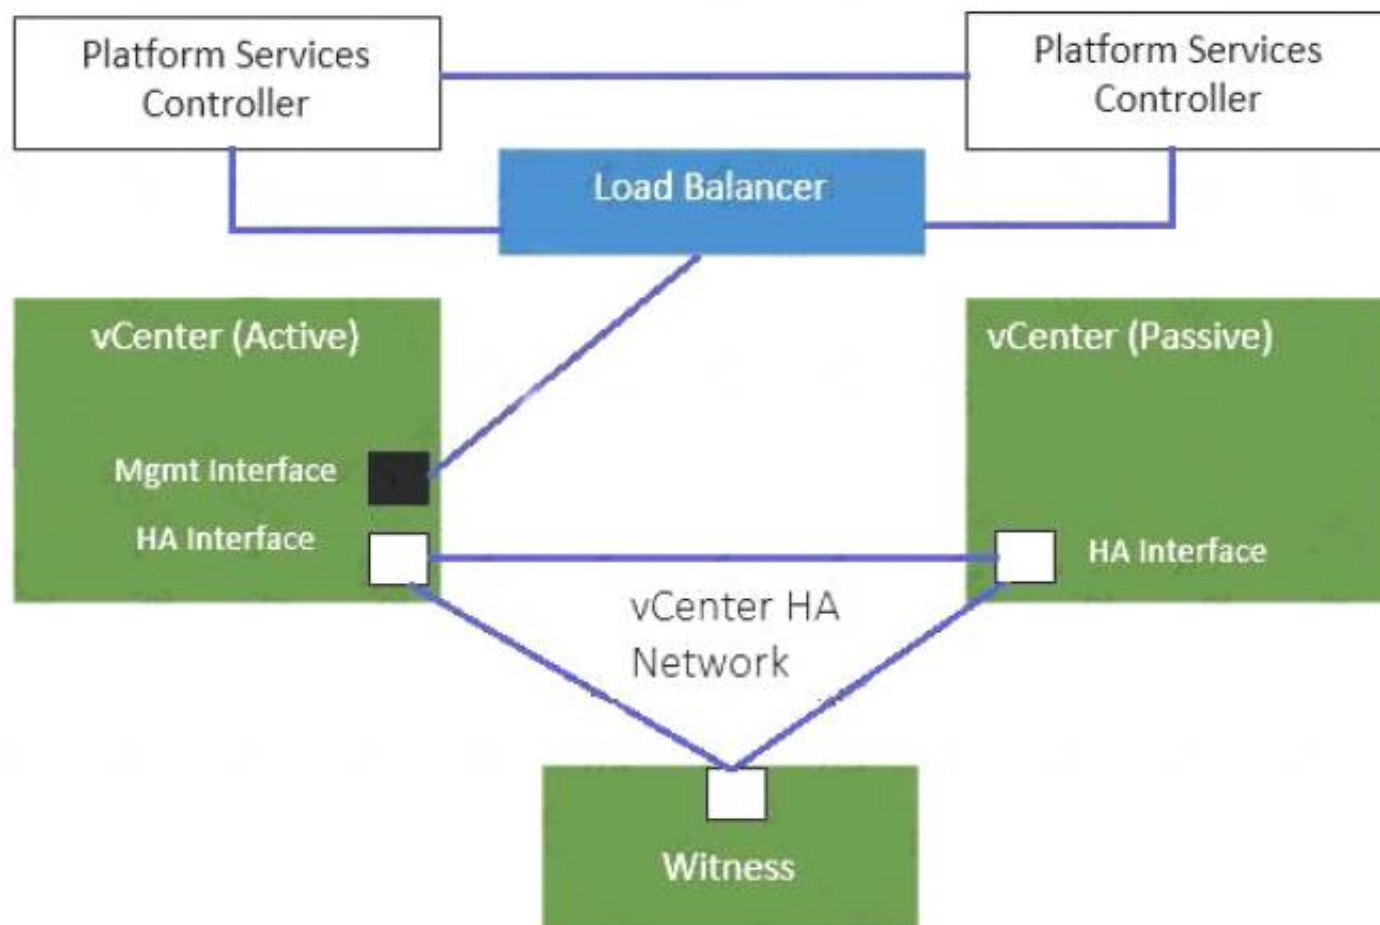 Platform Services
Controller
Platform Services
Controller
Load Balancer
vCenter (Active)
vCenter (Passive)
Mgmt Interface
HA Interface
HA Interface
vCenter HA
Network
Witness